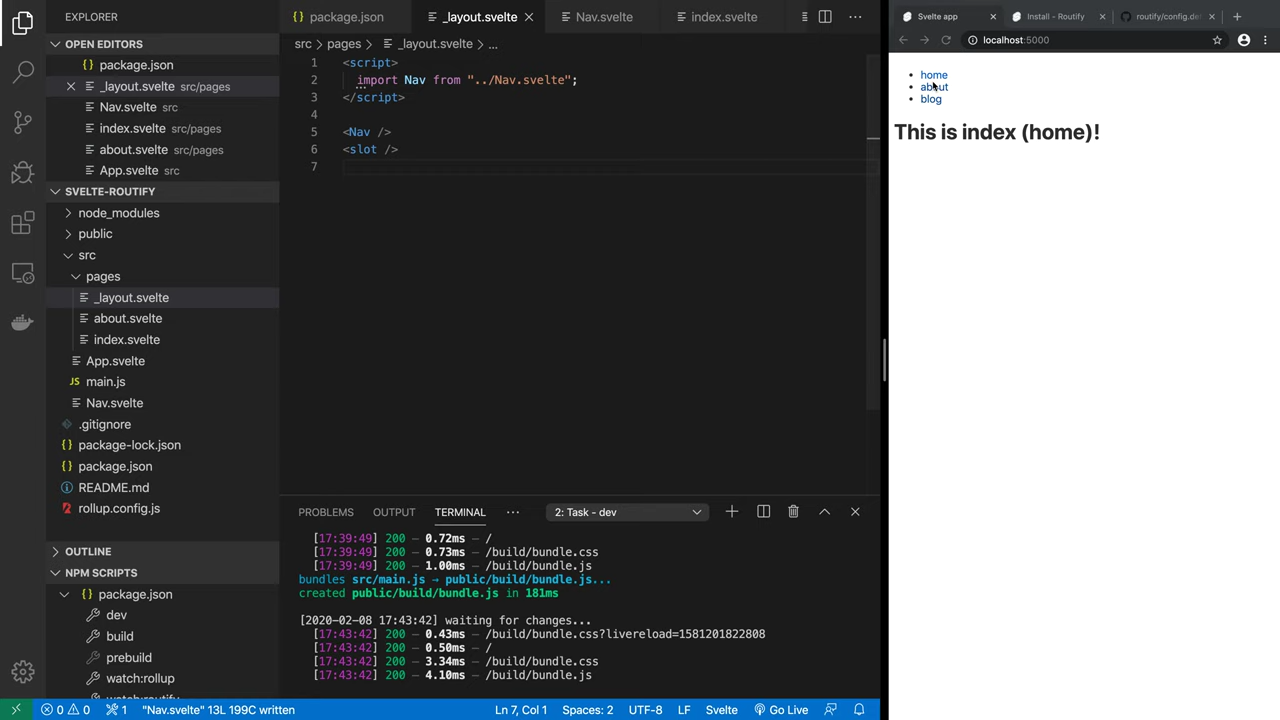 EXPLORER
OPEN EDITORS
package.json
_layout.svelte src/pages
Nav.svelte src
index.svelte src/pages
about.svelte src/pages
App.svelte src
SVELTE-ROUTIFY
node_modules
public
src
pages
_layout.svelte
about.svelte
index.svelte
App.svelte
JS main.js
Nav.svelte
.gitignore
{} package-lock.json
{} package.json
README.md
rollup.config.js
OUTLINE
NPM SCRIPTS
{} package.json
dev
build
prebuild
watch:rollup
{} package.json
_layout.svelte
Nav.svelte
index.svelte
src > pages > _layout.svelte > ...
1 <script>
2 import Nav from "../Nav.svelte";
3 </script>
4
5 <Nav />
6 <slot />
7
PROBLEMS OUTPUT TERMINAL ... 2: Task - dev
[17:39:49] 200 — 0.72ms — /
[17:39:49] 200 — 0.73ms — /build/bundle.css
[17:39:49] 200 — 1.00ms — /build/bundle.js
bundles src/main.js → public/build/bundle.js...
created public/build/bundle.js in 181ms
[2020-02-08 17:43:42] waiting for changes...
[17:43:42] 200 — 0.43ms — /build/bundle.css?livereload=1581201822808
[17:43:42] 200 — 0.50ms — /
[17:43:42] 200 — 3.34ms — /build/bundle.css
[17:43:42] 200 — 4.10ms — /build/bundle.js
0 0 1 "Nav.svelte" 13L 199C written Ln 7, Col 1 Spaces: 2 UTF-8 LF Svelte Go Live
Svelte app
Install - Routify
routify/config.de
localhost:5000
home
about
blog
This is index (home)!